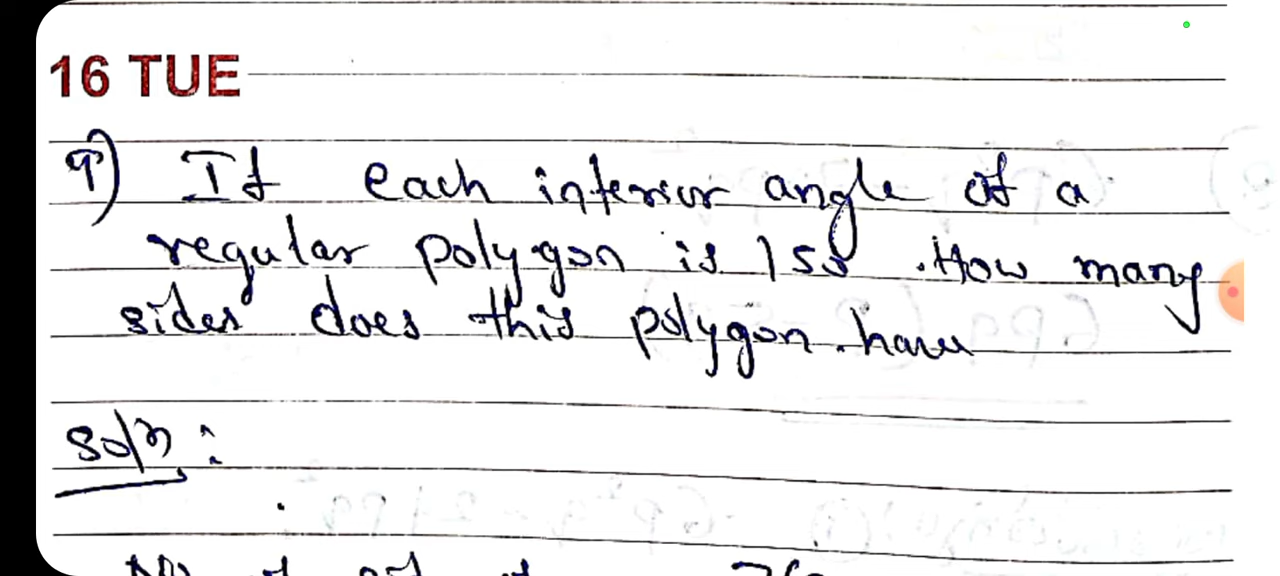 16 TUE
9) If each interior angle of a
regular polygon is 150 . How many
sides does this polygon . have
Soln :